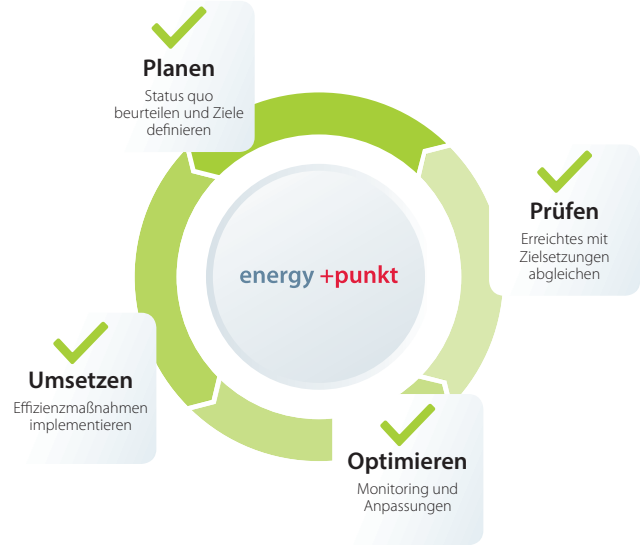 Planen
Status quo
beurteilen und Ziele
definieren
Prüfen
Erreichtes mit
Zielsetzungen
abgleichen
energy +punkt
Umsetzen
Effizienzmaßnahmen
implementieren
Optimieren
Monitoring und
Anpassungen